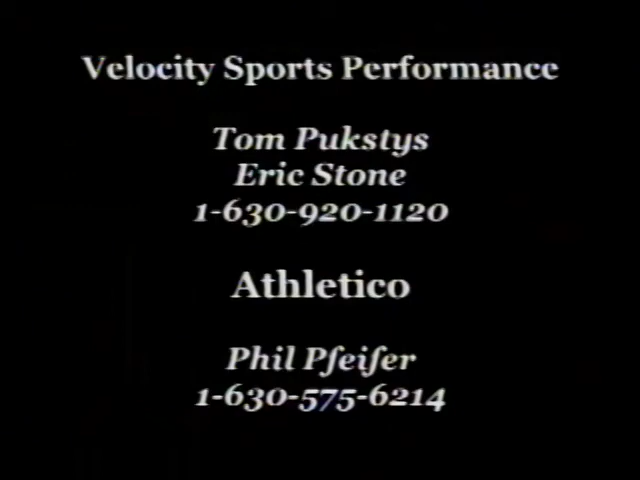 Velocity Sports Performance
Tom Pukstys
Eric Stone
1-630-920-1120
Athletico
Phil Pfeifer
1-630-575-6214